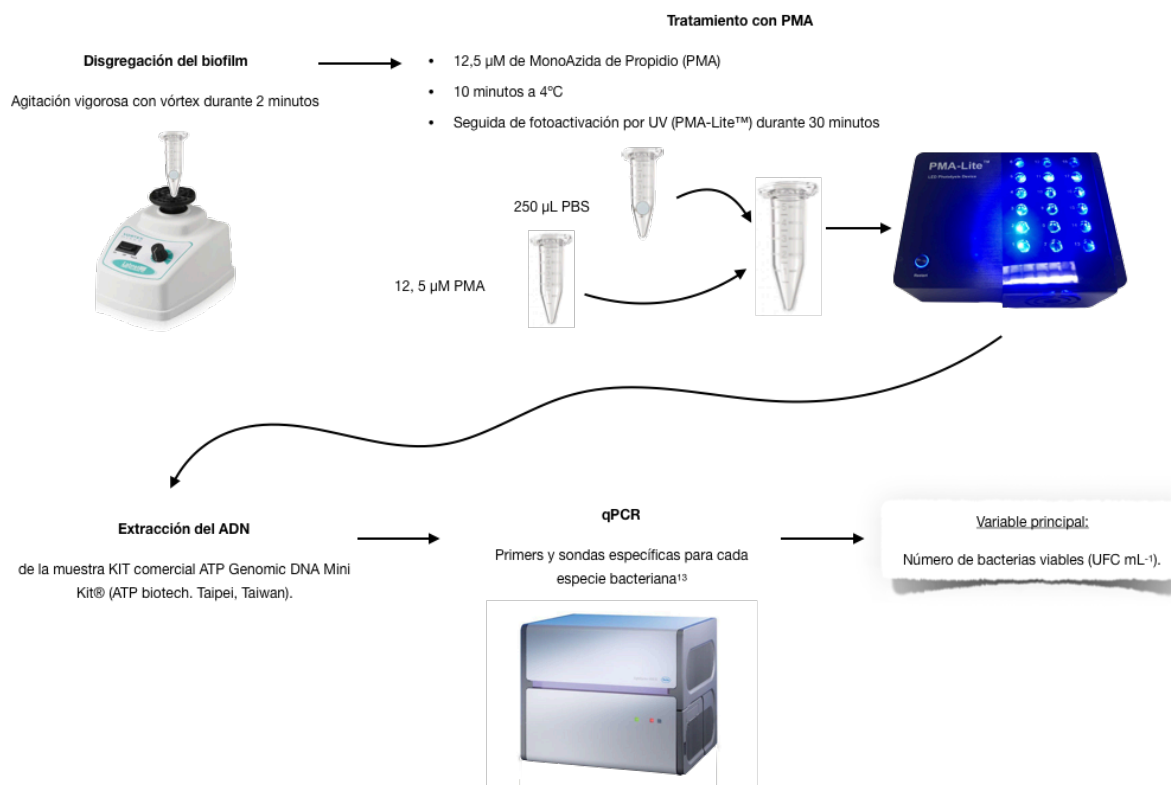 Tratamiento con PMA
Disgregación del biofilm
Agitación vigorosa con vórtex durante 2 minutos
• 12,5 µM de MonoAzida de Propidio (PMA)
• 10 minutos a 4ºC
• Seguida de fotoactivación por UV (PMA-Lite™) durante 30 minutos
250 µL PBS
12, 5 µM PMA
PMA-Lite™
LED Photolysis Device
Extracción del ADN
de la muestra KIT comercial ATP Genomic DNA Mini
Kit® (ATP biotech. Taipei, Taiwan).
qPCR
Primers y sondas específicas para cada
especie bacteriana¹³
Variable principal:
Número de bacterias viables (UFC mL⁻¹).